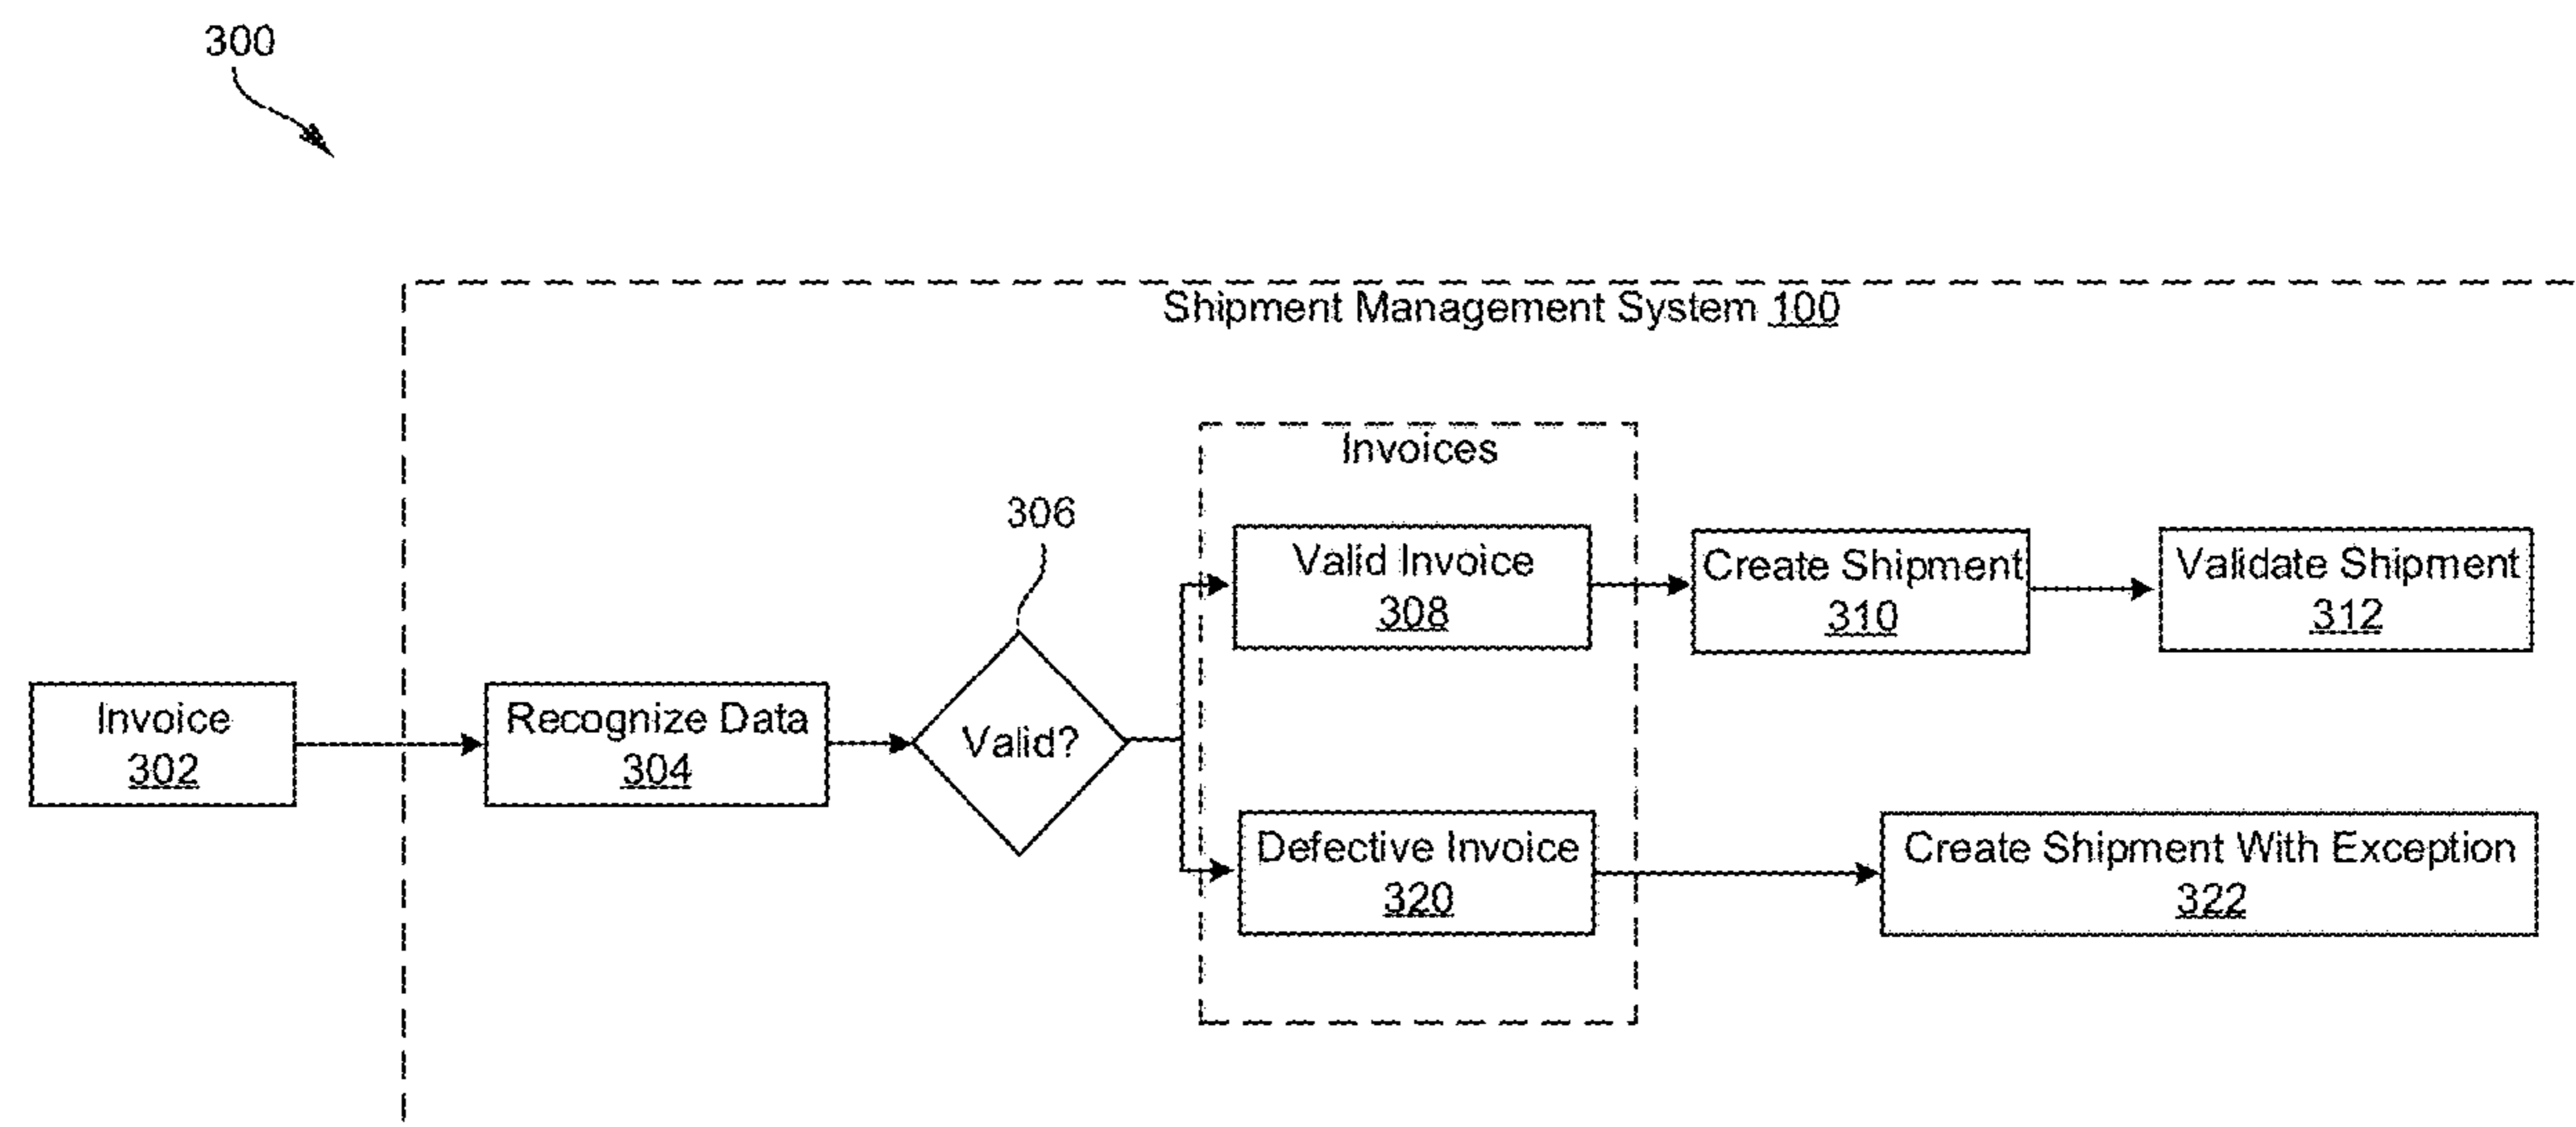 300
Shipment Management System 100
Invoices
306
Valid Invoice
308
Create Shipment
310
Validate Shipment
312
Invoice
302
Recognize Data
304
Valid?
Defective Invoice
320
Create Shipment With Exception
322